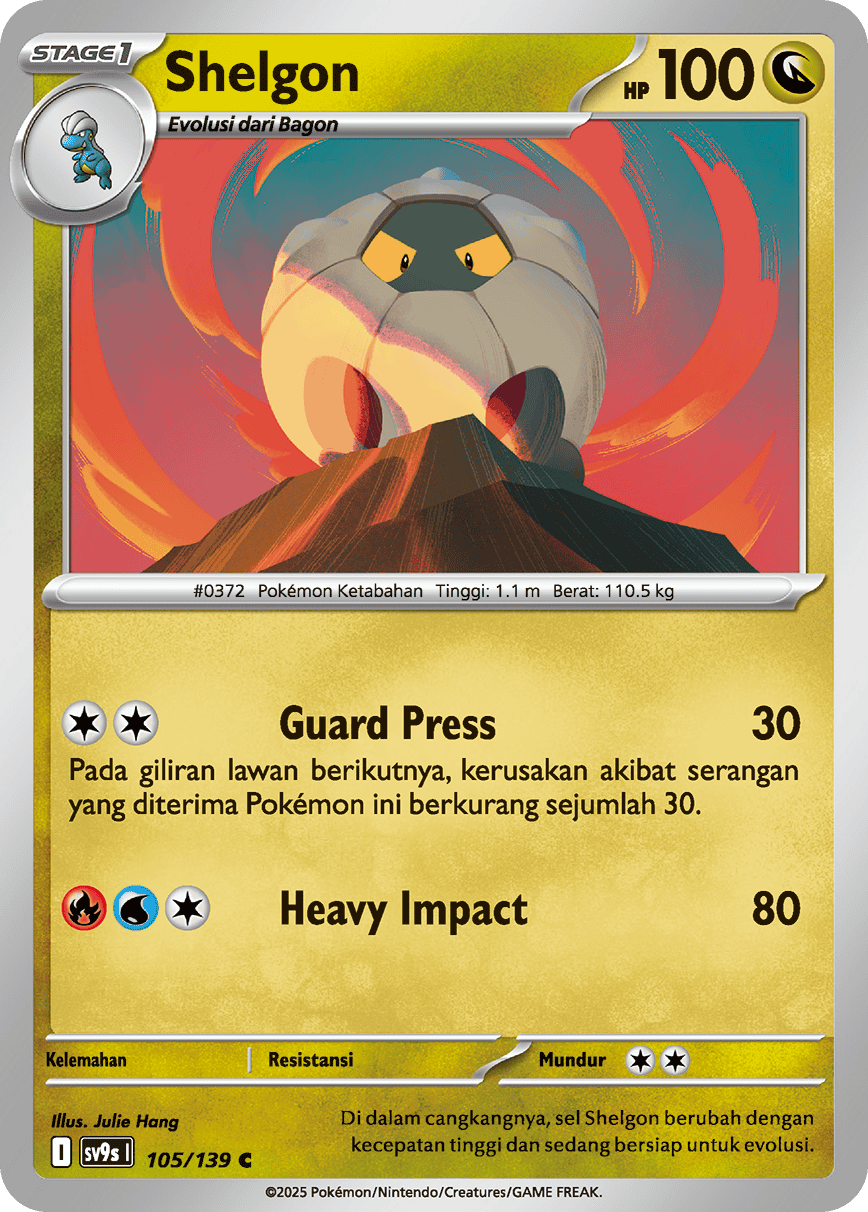 STAGE 1
Shelgon
HP 100
Evolusi dari Bagon
#0372 Pokémon Ketabahan Tinggi: 1.1 m Berat: 110.5 kg
Guard Press 30
Pada giliran lawan berikutnya, kerusakan akibat serangan
yang diterima Pokémon ini berkurang sejumlah 30.
Heavy Impact 80
Kelemahan Resistansi Mundur
Illus. Julie Hang
Di dalam cangkangnya, sel Shelgon berubah dengan
kecepatan tinggi dan sedang bersiap untuk evolusi.
I sv9s I 105/139 C
©2025 Pokémon/Nintendo/Creatures/GAME FREAK.